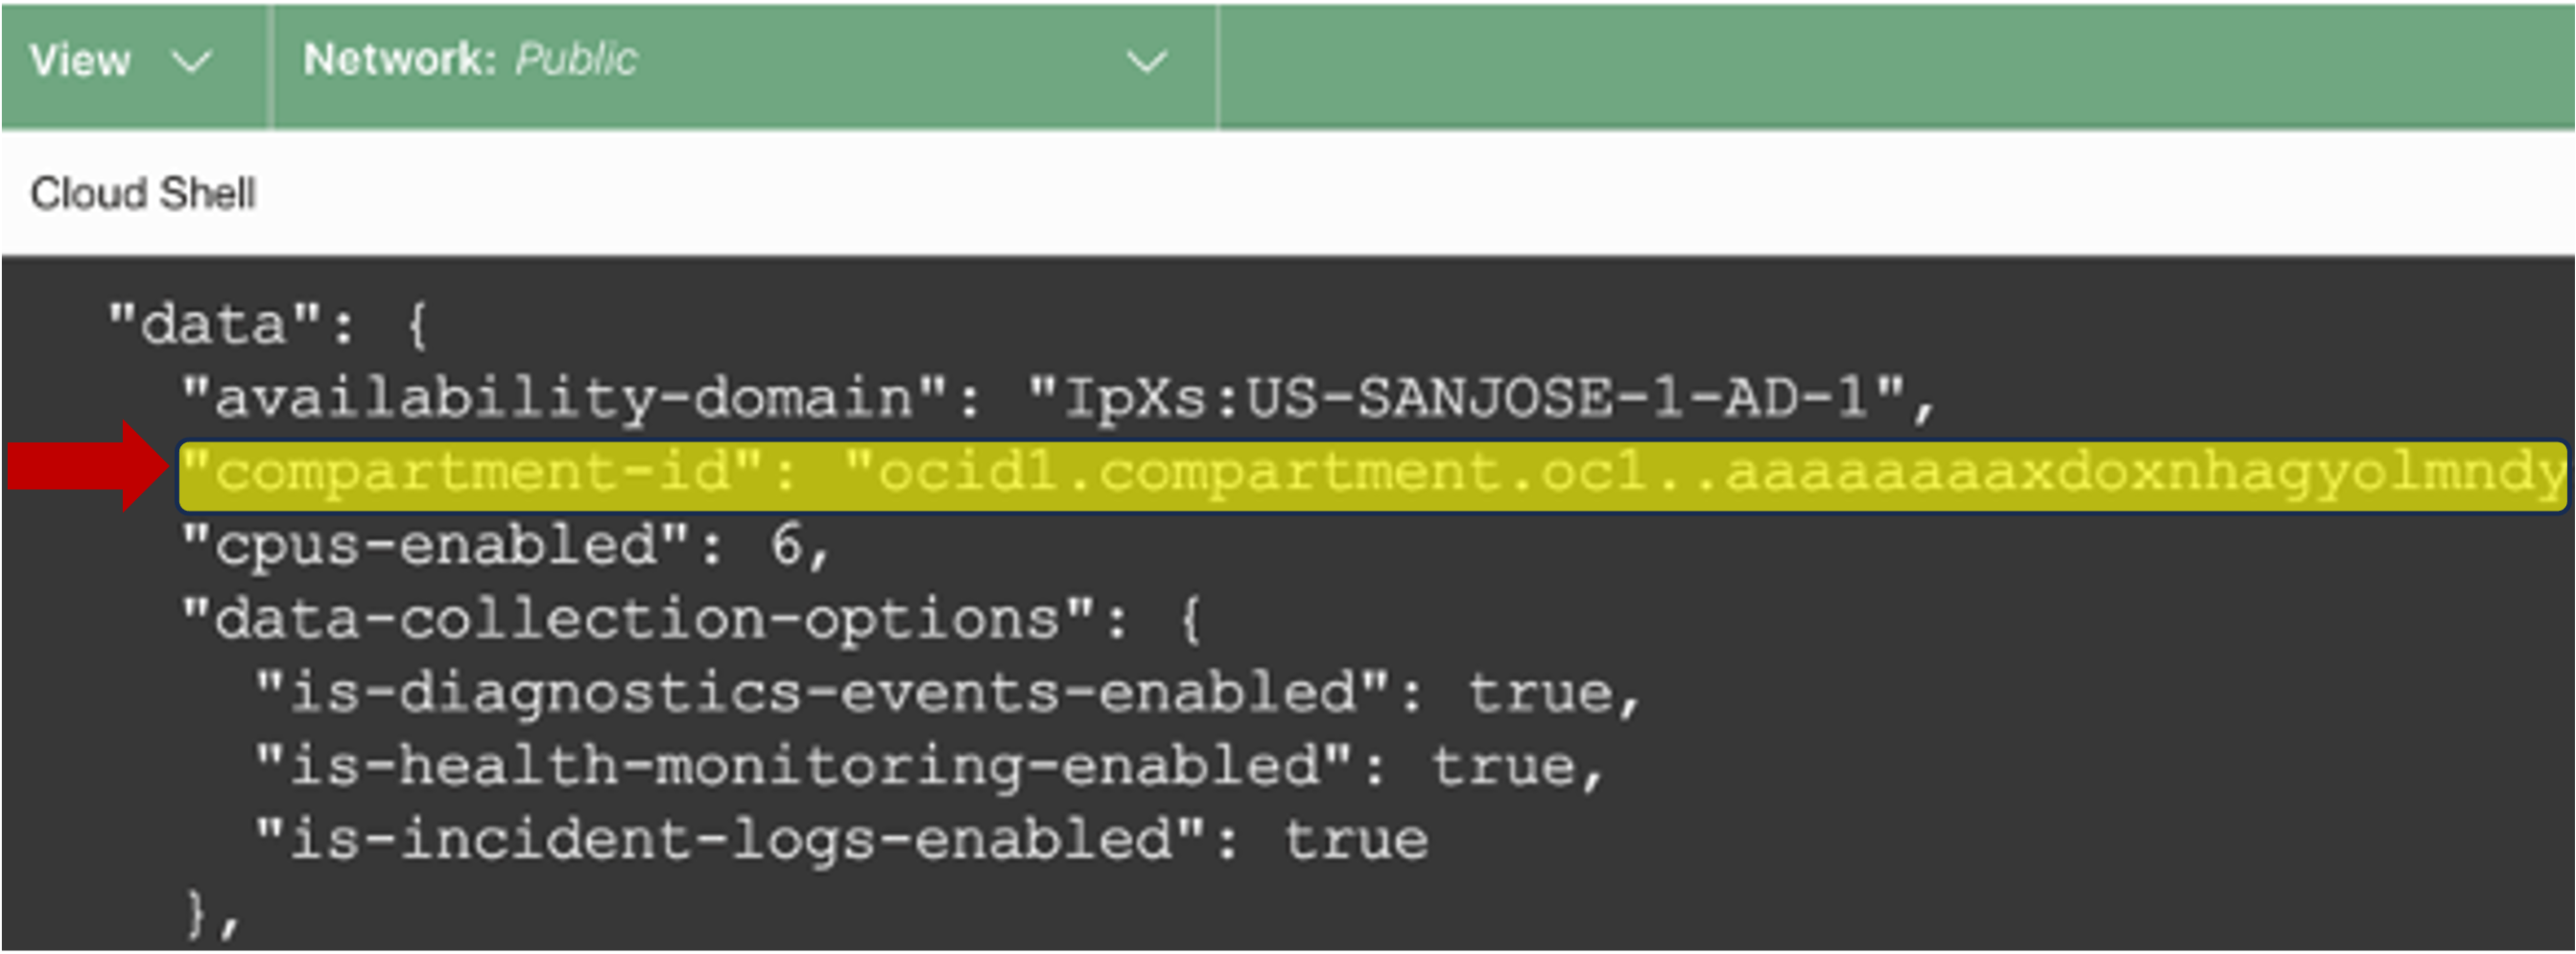 View Network: Public
Cloud Shell
"data": {
"availability-domain": "IpXs:US-SANJOSE-1-AD-1",
"compartment-id": "ocid1.compartment.oc1..aaaaaaaaxdoxnhagyolmndy
"cpus-enabled": 6,
"data-collection-options": {
"is-diagnostics-events-enabled": true,
"is-health-monitoring-enabled": true,
"is-incident-logs-enabled": true
},